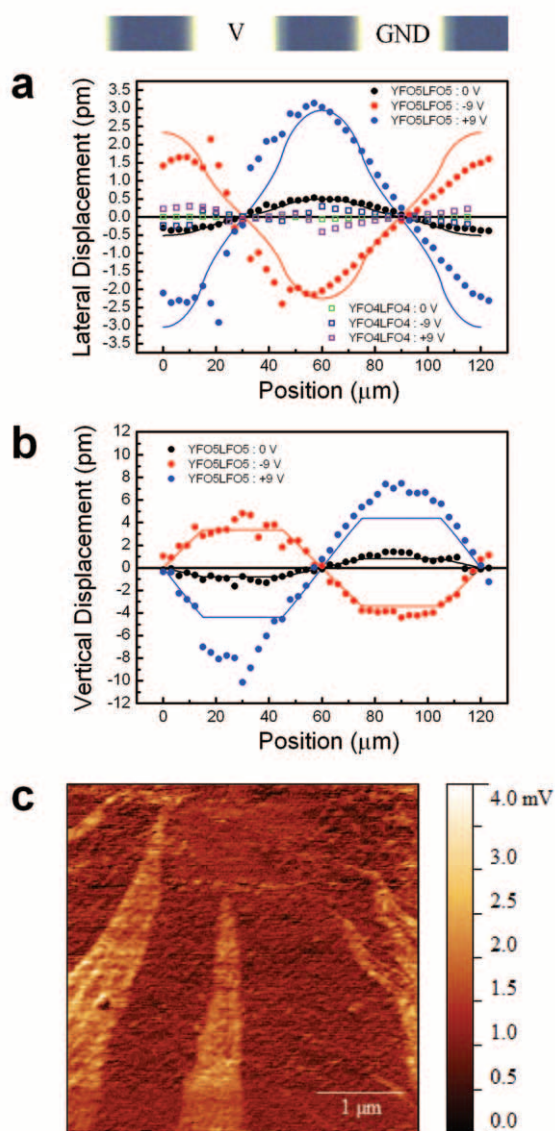 V GND
a
YFO5LFO5 : 0 V
YFO5LFO5 : -9 V
YFO5LFO5 : +9 V
3.5
3.0
2.5
2.0
1.5
1.0
0.5
0.0
-0.5
-1.0
-1.5
-2.0
-2.5
-3.0
-3.5
Lateral Displacement (pm)
YFO4LFO4 : 0 V
YFO4LFO4 : -9 V
YFO4LFO4 : +9 V
0 20 40 60 80 100 120
Position (μm)
b
YFO5LFO5 : 0 V
YFO5LFO5 : -9 V
YFO5LFO5 : +9 V
12
10
8
6
4
2
0
-2
-4
-6
-8
-10
-12
Vertical Displacement (pm)
0 20 40 60 80 100 120
Position (μm)
c
4.0 mV
3.0
2.5
2.0
1.5
1.0
0.5
0.0
1 μm